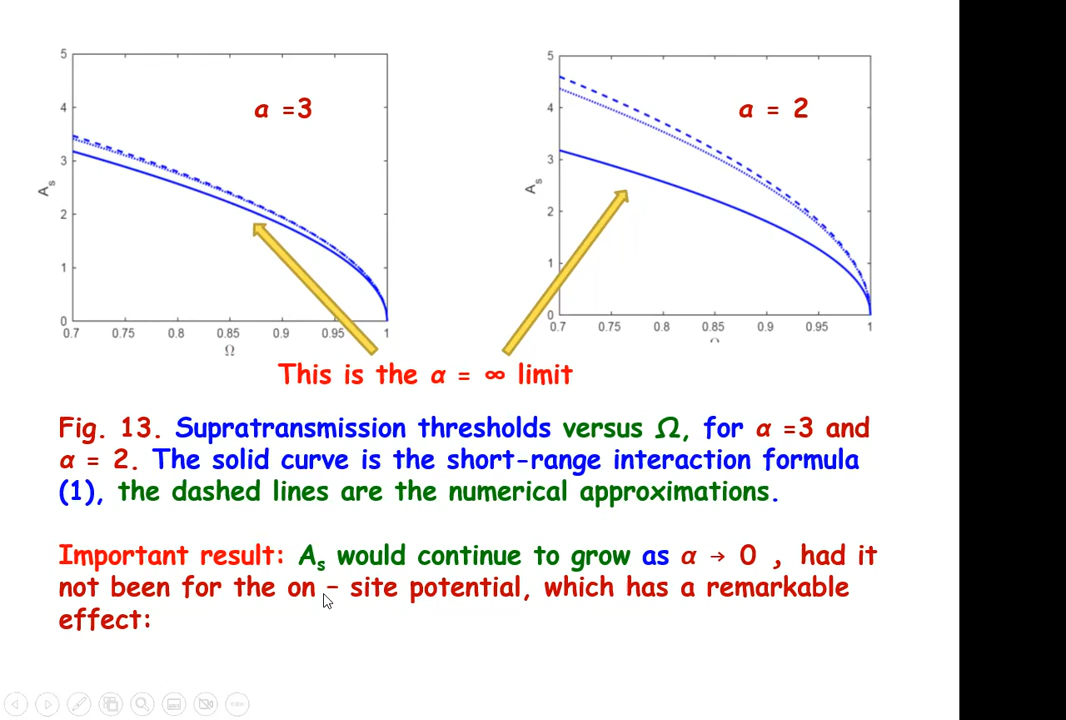 5
4
3
2
1
0
A_s
α =3
0.7 0.75 0.8 0.85 0.9 0.95 1
Ω
5
4
3
2
1
0
A_s
α = 2
0.7 0.75 0.8 0.85 0.9 0.95 1
This is the α = ∞ limit
Fig. 13. Supratransmission thresholds versus Ω, for α =3 and
α = 2. The solid curve is the short-range interaction formula
(1), the dashed lines are the numerical approximations.
Important result: A_s would continue to grow as α → 0 , had it
not been for the on – site potential, which has a remarkable
effect: